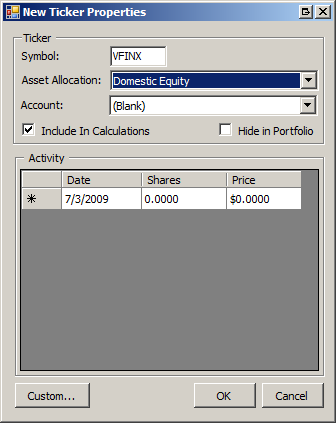 New Ticker Properties
Ticker
Symbol: VFINX
Asset Allocation: Domestic Equity
Account: (Blank)
Include In Calculations Hide in Portfolio
Activity
Date Shares Price
7/3/2009 0.0000 $0.0000
Custom... OK Cancel